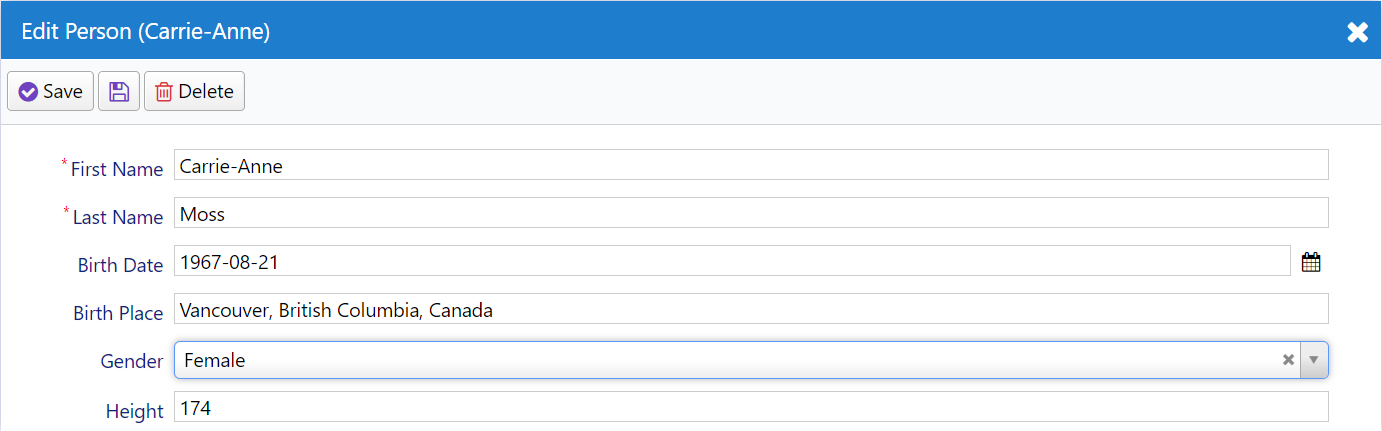 Edit Person (Carrie-Anne)
Save Delete
* First Name Carrie-Anne
* Last Name Moss
Birth Date 1967-08-21
Birth Place Vancouver, British Columbia, Canada
Gender Female
Height 174